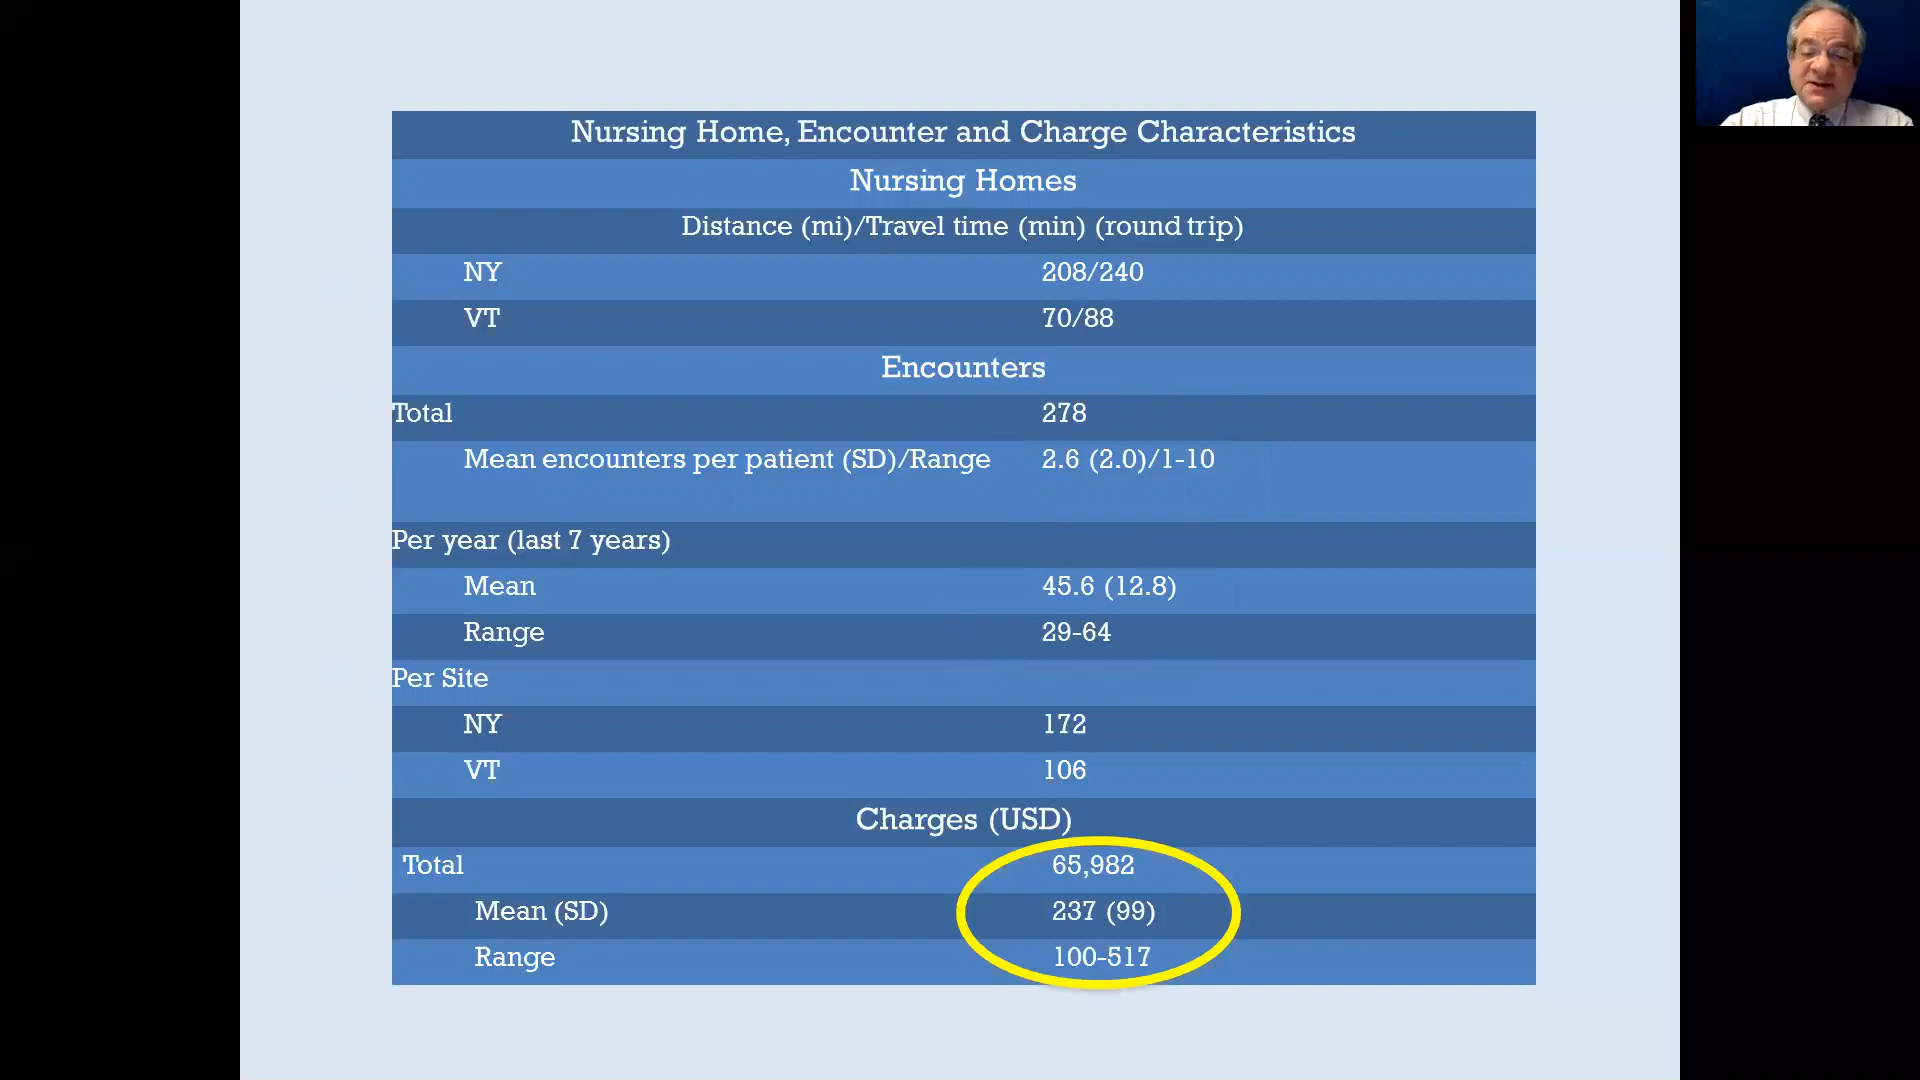 Nursing Home, Encounter and Charge Characteristics
Nursing Homes
Distance (mi)/Travel time (min) (round trip)
NY 208/240
VT 70/88
Encounters
Total 278
Mean encounters per patient (SD)/Range 2.6 (2.0)/1-10
Per year (last 7 years)
Mean 45.6 (12.8)
Range 29-64
Per Site
NY 172
VT 106
Charges (USD)
Total 65,982
Mean (SD) 237 (99)
Range 100-517